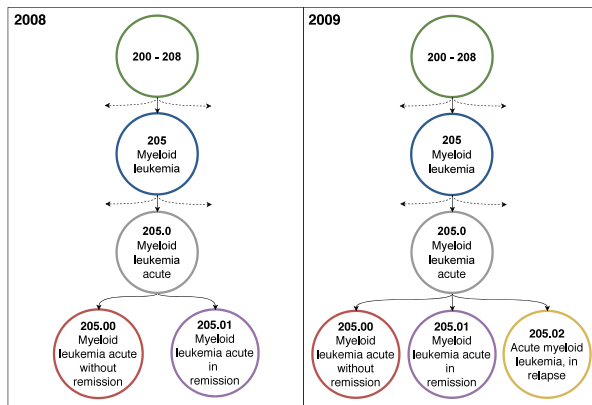 2008
200 - 208
205
Myeloid
leukemia
205.0
Myeloid
leukemia
acute
205.00
Myeloid
leukemia acute
without
remission
205.01
Myeloid
leukemia acute
in
remission
2009
200 - 208
205
Myeloid
leukemia
205.0
Myeloid
leukemia
acute
205.00
Myeloid
leukemia acute
without
remission
205.01
Myeloid
leukemia acute
in
remission
205.02
Acute myeloid
leukemia, in
relapse